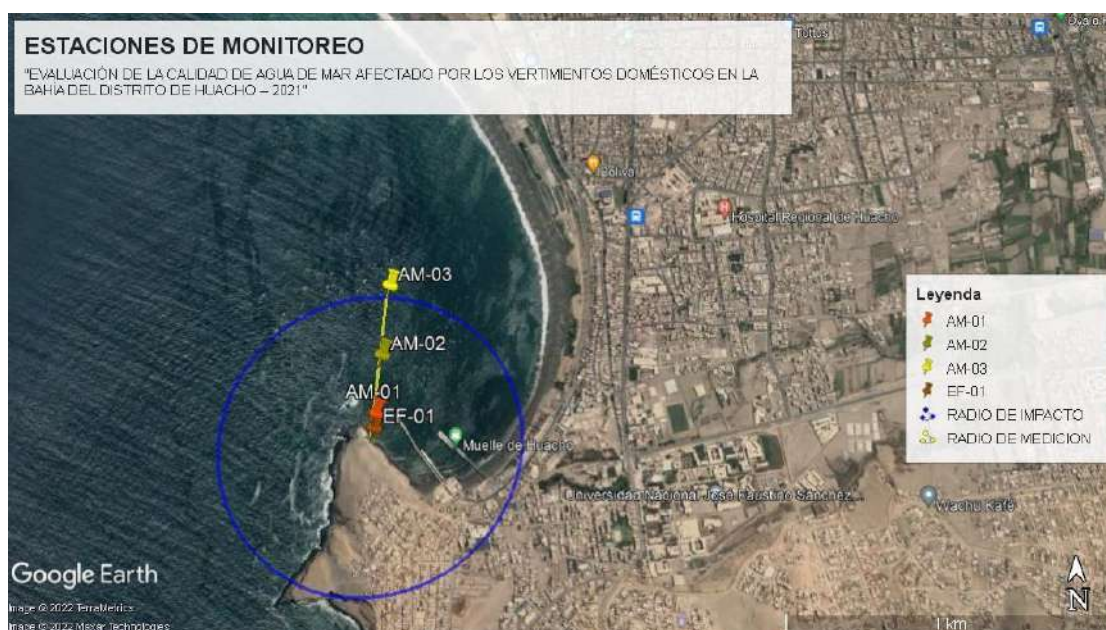 ESTACIONES DE MONITOREO
"EVALUACIÓN DE LA CALIDAD DE AGUA DE MAR AFECTADO POR LOS VERTIMIENTOS DOMÉSTICOS EN LA
BAHÍA DEL DISTRITO DE HUACHO – 2021"
Tottus
Óvalo
Bolivar
Hospital Regional de Huacho
AM-03
AM-02
AM-01
EF-01
Muelle de Huacho
Universidad Nacional José Faustino Sánchez...
Wachu Kafé
Leyenda
AM-01
AM-02
AM-03
EF-01
RADIO DE IMPACTO
RADIO DE MEDICION
Google Earth
Image © 2022 TerraMetrics
Image © 2022 Maxar Technologies
N
1 km